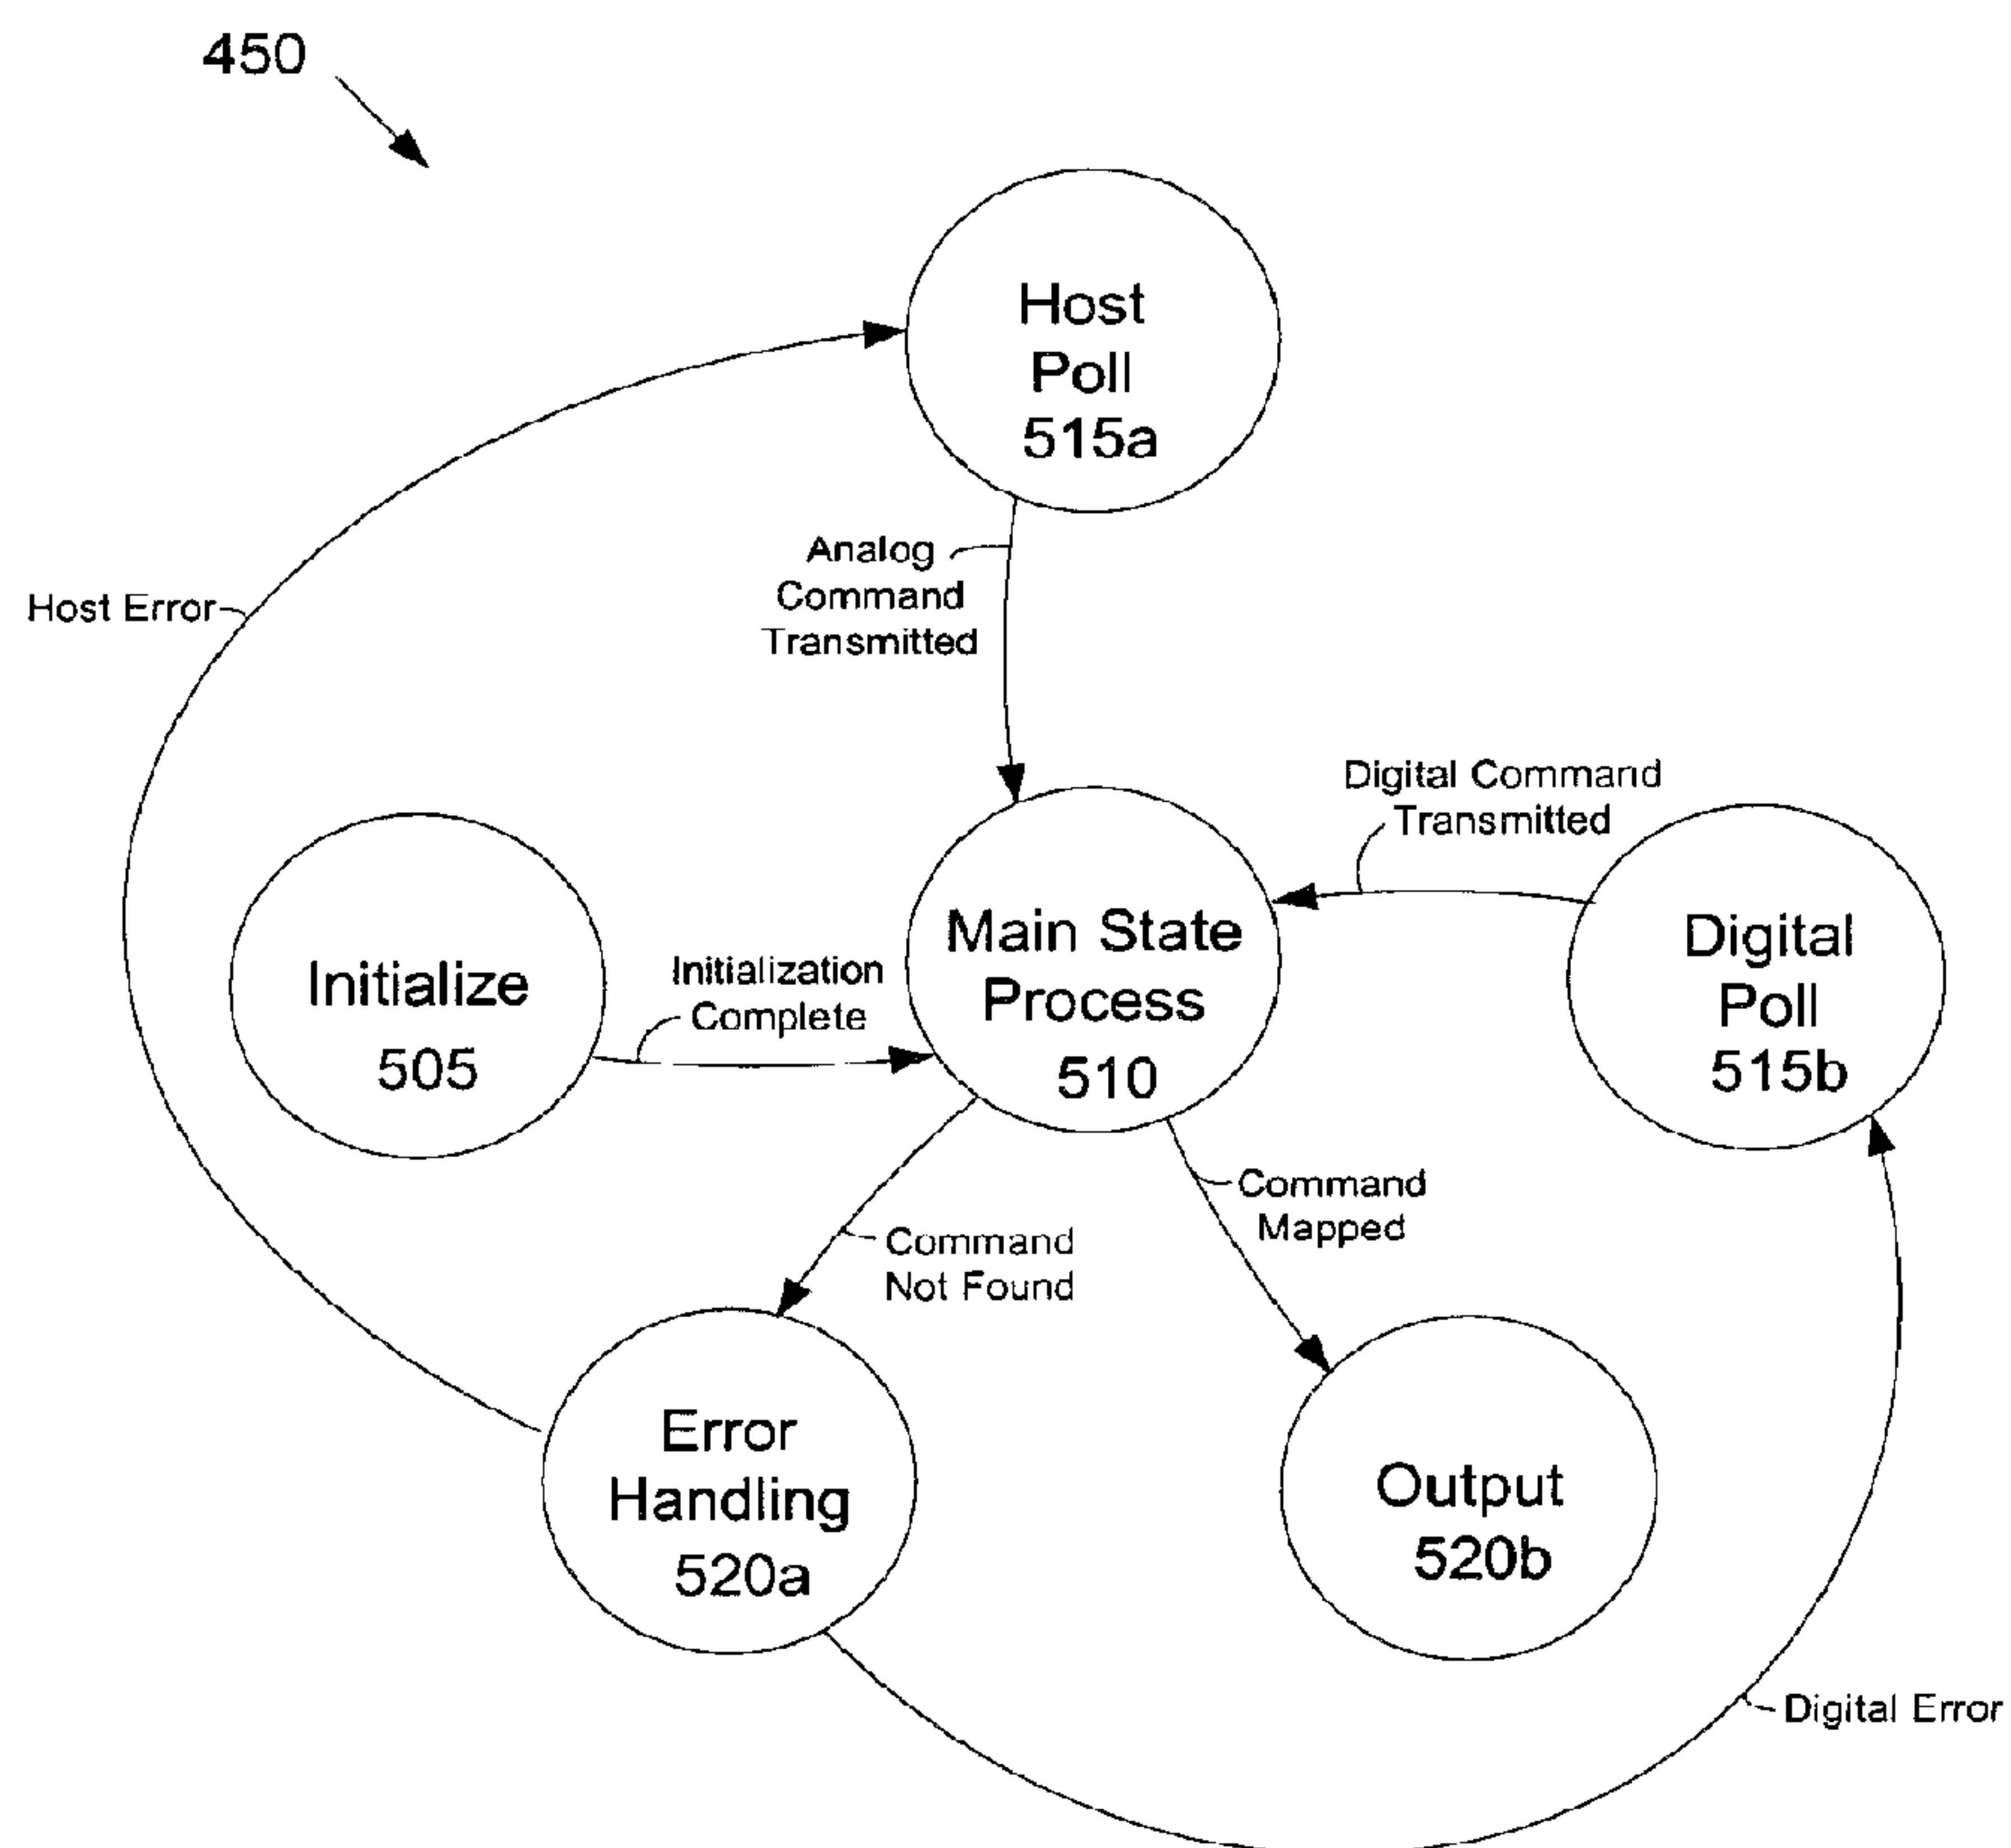 450
Host
Poll
515a
Analog
Command
Transmitted
Host Error
Digital Command
Transmitted
Initialize
505
Initialization
Complete
Main State
Process
510
Digital
Poll
515b
Command
Mapped
Command
Not Found
Error
Handling
520a
Output
520b
Digital Error